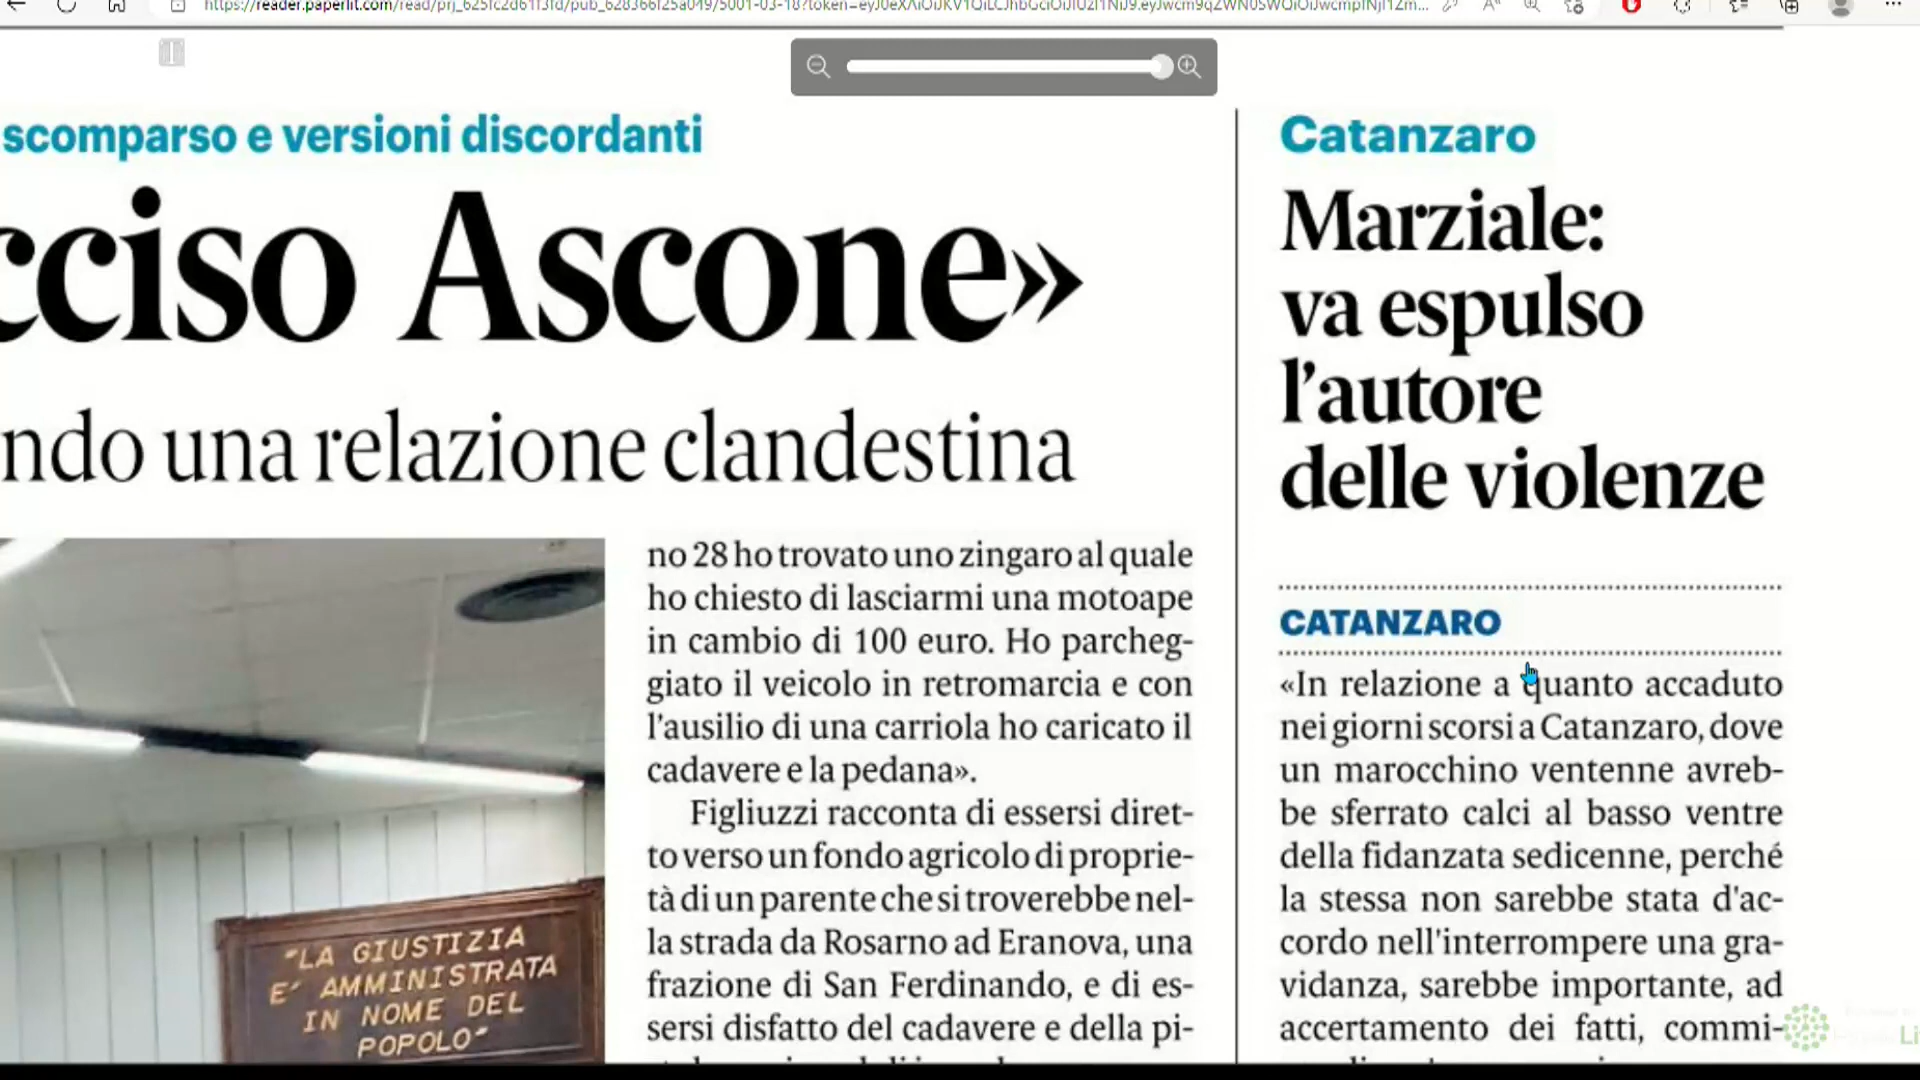 scomparso e versioni discordanti
cciso Ascone»
ndo una relazione clandestina
"LA GIUSTIZIA
E' AMMINISTRATA
IN NOME DEL
POPOLO"
no 28 ho trovato uno zingaro al quale
ho chiesto di lasciarmi una motoape
in cambio di 100 euro. Ho parcheg-
giato il veicolo in retromarcia e con
l'ausilio di una carriola ho caricato il
cadavere e la pedana».
Figliuzzi racconta di essersi diret-
to verso un fondo agricolo di proprie-
tà di un parente che si troverebbe nel-
la strada da Rosarno ad Eranova, una
frazione di San Ferdinando, e di es-
sersi disfatto del cadavere e della pi-
Catanzaro
Marziale:
va espulso
l'autore
delle violenze
CATANZARO
«In relazione a quanto accaduto
nei giorni scorsi a Catanzaro, dove
un marocchino ventenne avreb-
be sferrato calci al basso ventre
della fidanzata sedicenne, perché
la stessa non sarebbe stata d'ac-
cordo nell'interrompere una gra-
vidanza, sarebbe importante, ad
accertamento dei fatti, commi-